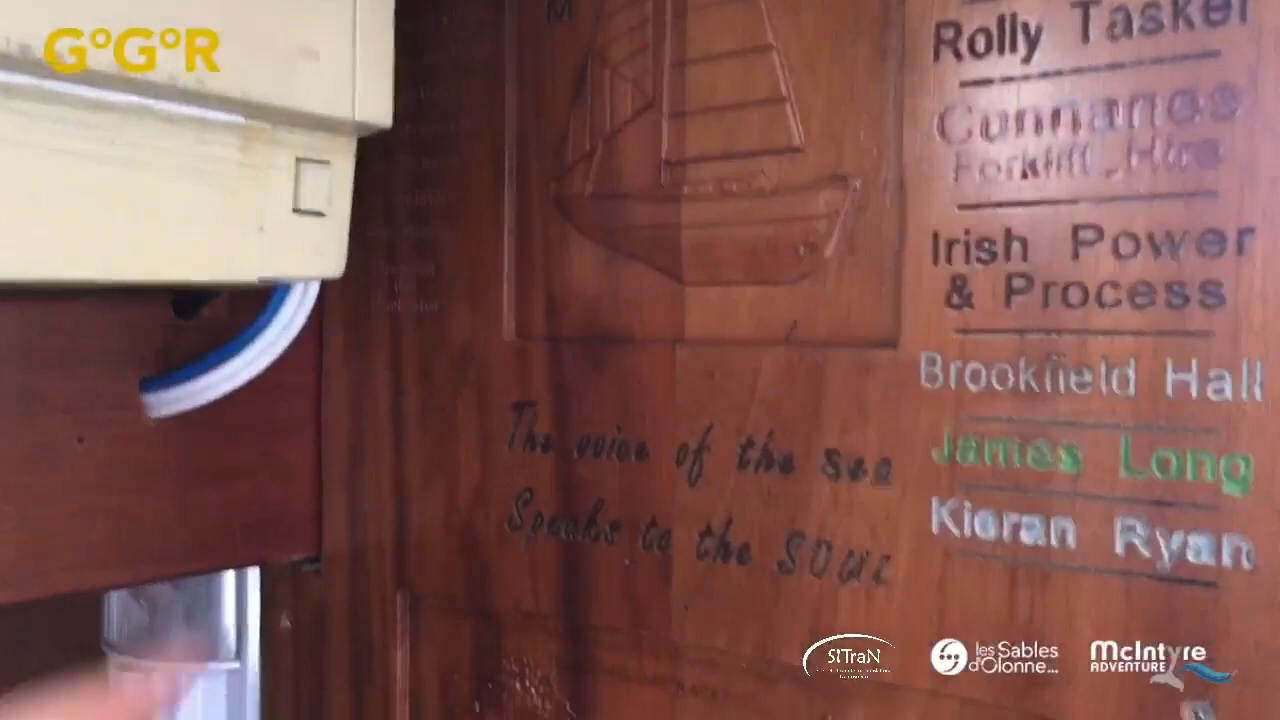 G°G°R
M
Rolly Tasker
Cunnanes
Forklift Hire
Irish Power
& Process
Brookfield Hall
James Long
Kieran Ryan
The voice of the sea
Speaks to the SOUL
SITraN
les Sables
d'Olonne
McIntyre
ADVENTURE